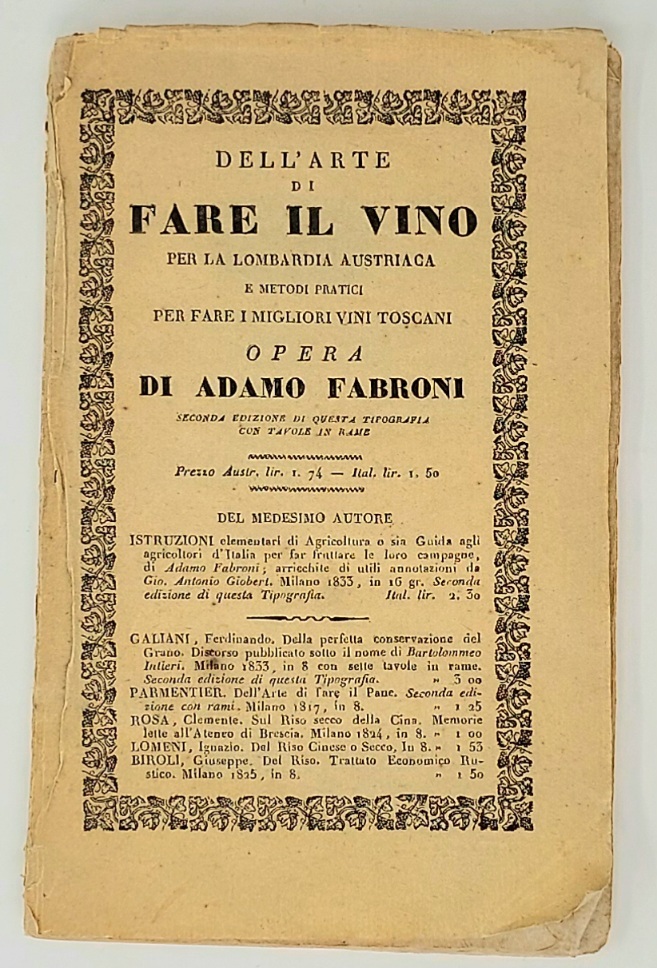 DELL'ARTE
DI
FARE IL VINO
PER LA LOMBARDIA AUSTRIACA
E METODI PRATICI
PER FARE I MIGLIORI VINI TOSCANI
OPERA
DI ADAMO FABRONI
SECONDA EDIZIONE DI QUESTA TIPOGRAFIA
CON TAVOLE IN RAME
Prezzo Austr. lir. 1. 74 — Ital. lir. 1. 50
DEL MEDESIMO AUTORE
ISTRUZIONI elementari di Agricoltura o sia Guida agli
agricoltori d'Italia per far fruttare le loro campagne,
di Adamo Fabroni; arricchite di utili annotazioni da
Gio. Antonio Giobert. Milano 1833, in 16 gr. Seconda
edizione di questa Tipografia. Ital. lir. 2. 30
GALIANI, Ferdinando. Della perfetta conservazione del
Grano. Discorso pubblicato sotto il nome di Bartolommeo
Intieri. Milano 1833, in 8 con sette tavole in rame.
Seconda edizione di questa Tipografia. » 3 00
PARMENTIER. Dell'Arte di fare il Pane. Seconda edi-
zione con rami. Milano 1817, in 8. » 1 25
ROSA, Clemente. Sul Riso secco della Cina. Memorie
lette all'Ateneo di Brescia. Milano 1824, in 8. » 1 00
LOMENI, Ignazio. Del Riso Cinese o Secco, In 8. » 1 53
BIROLI, Giuseppe. Del Riso. Trattato Economico Ru-
stico. Milano 1825, in 8. » 1 50